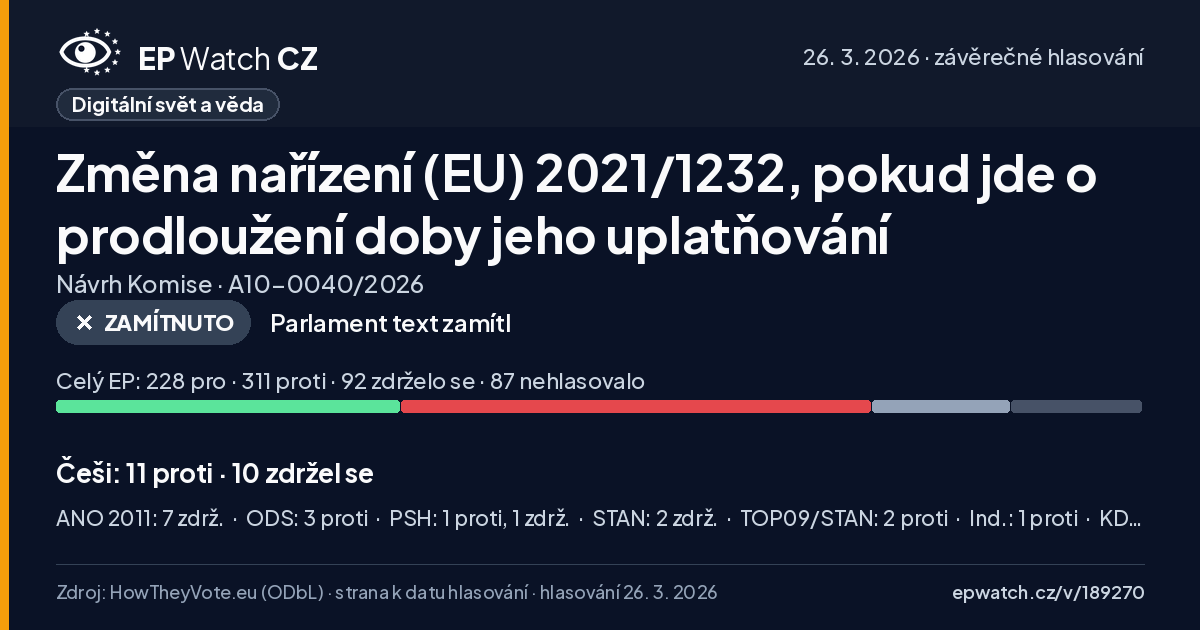 EP Watch CZ
26. 3. 2026 · závěrečné hlasování
Digitální svět a věda
Změna nařízení (EU) 2021/1232, pokud jde o
prodloužení doby jeho uplatňování
Návrh Komise · A10-0040/2026
✕ ZAMÍTNUTO
Parlament text zamítl
Celý EP: 228 pro · 311 proti · 92 zdrželo se · 87 nehlasovalo
Češi: 11 proti · 10 zdržel se
ANO 2011: 7 zdrž. · ODS: 3 proti · PSH: 1 proti, 1 zdrž. · STAN: 2 zdrž. · TOP09/STAN: 2 proti · Ind.: 1 proti · KD…
Zdroj: HowTheyVote.eu (ODbL) · strana k datu hlasování · hlasování 26. 3. 2026
epwatch.cz/v/189270